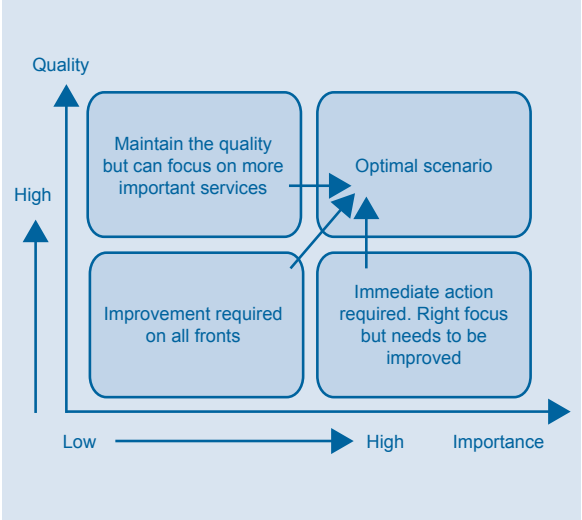 Quality
Maintain the quality
but can focus on more
important services
Optimal scenario
High
Improvement required
on all fronts
Immediate action
required. Right focus
but needs to be
improved
Low
High
Importance